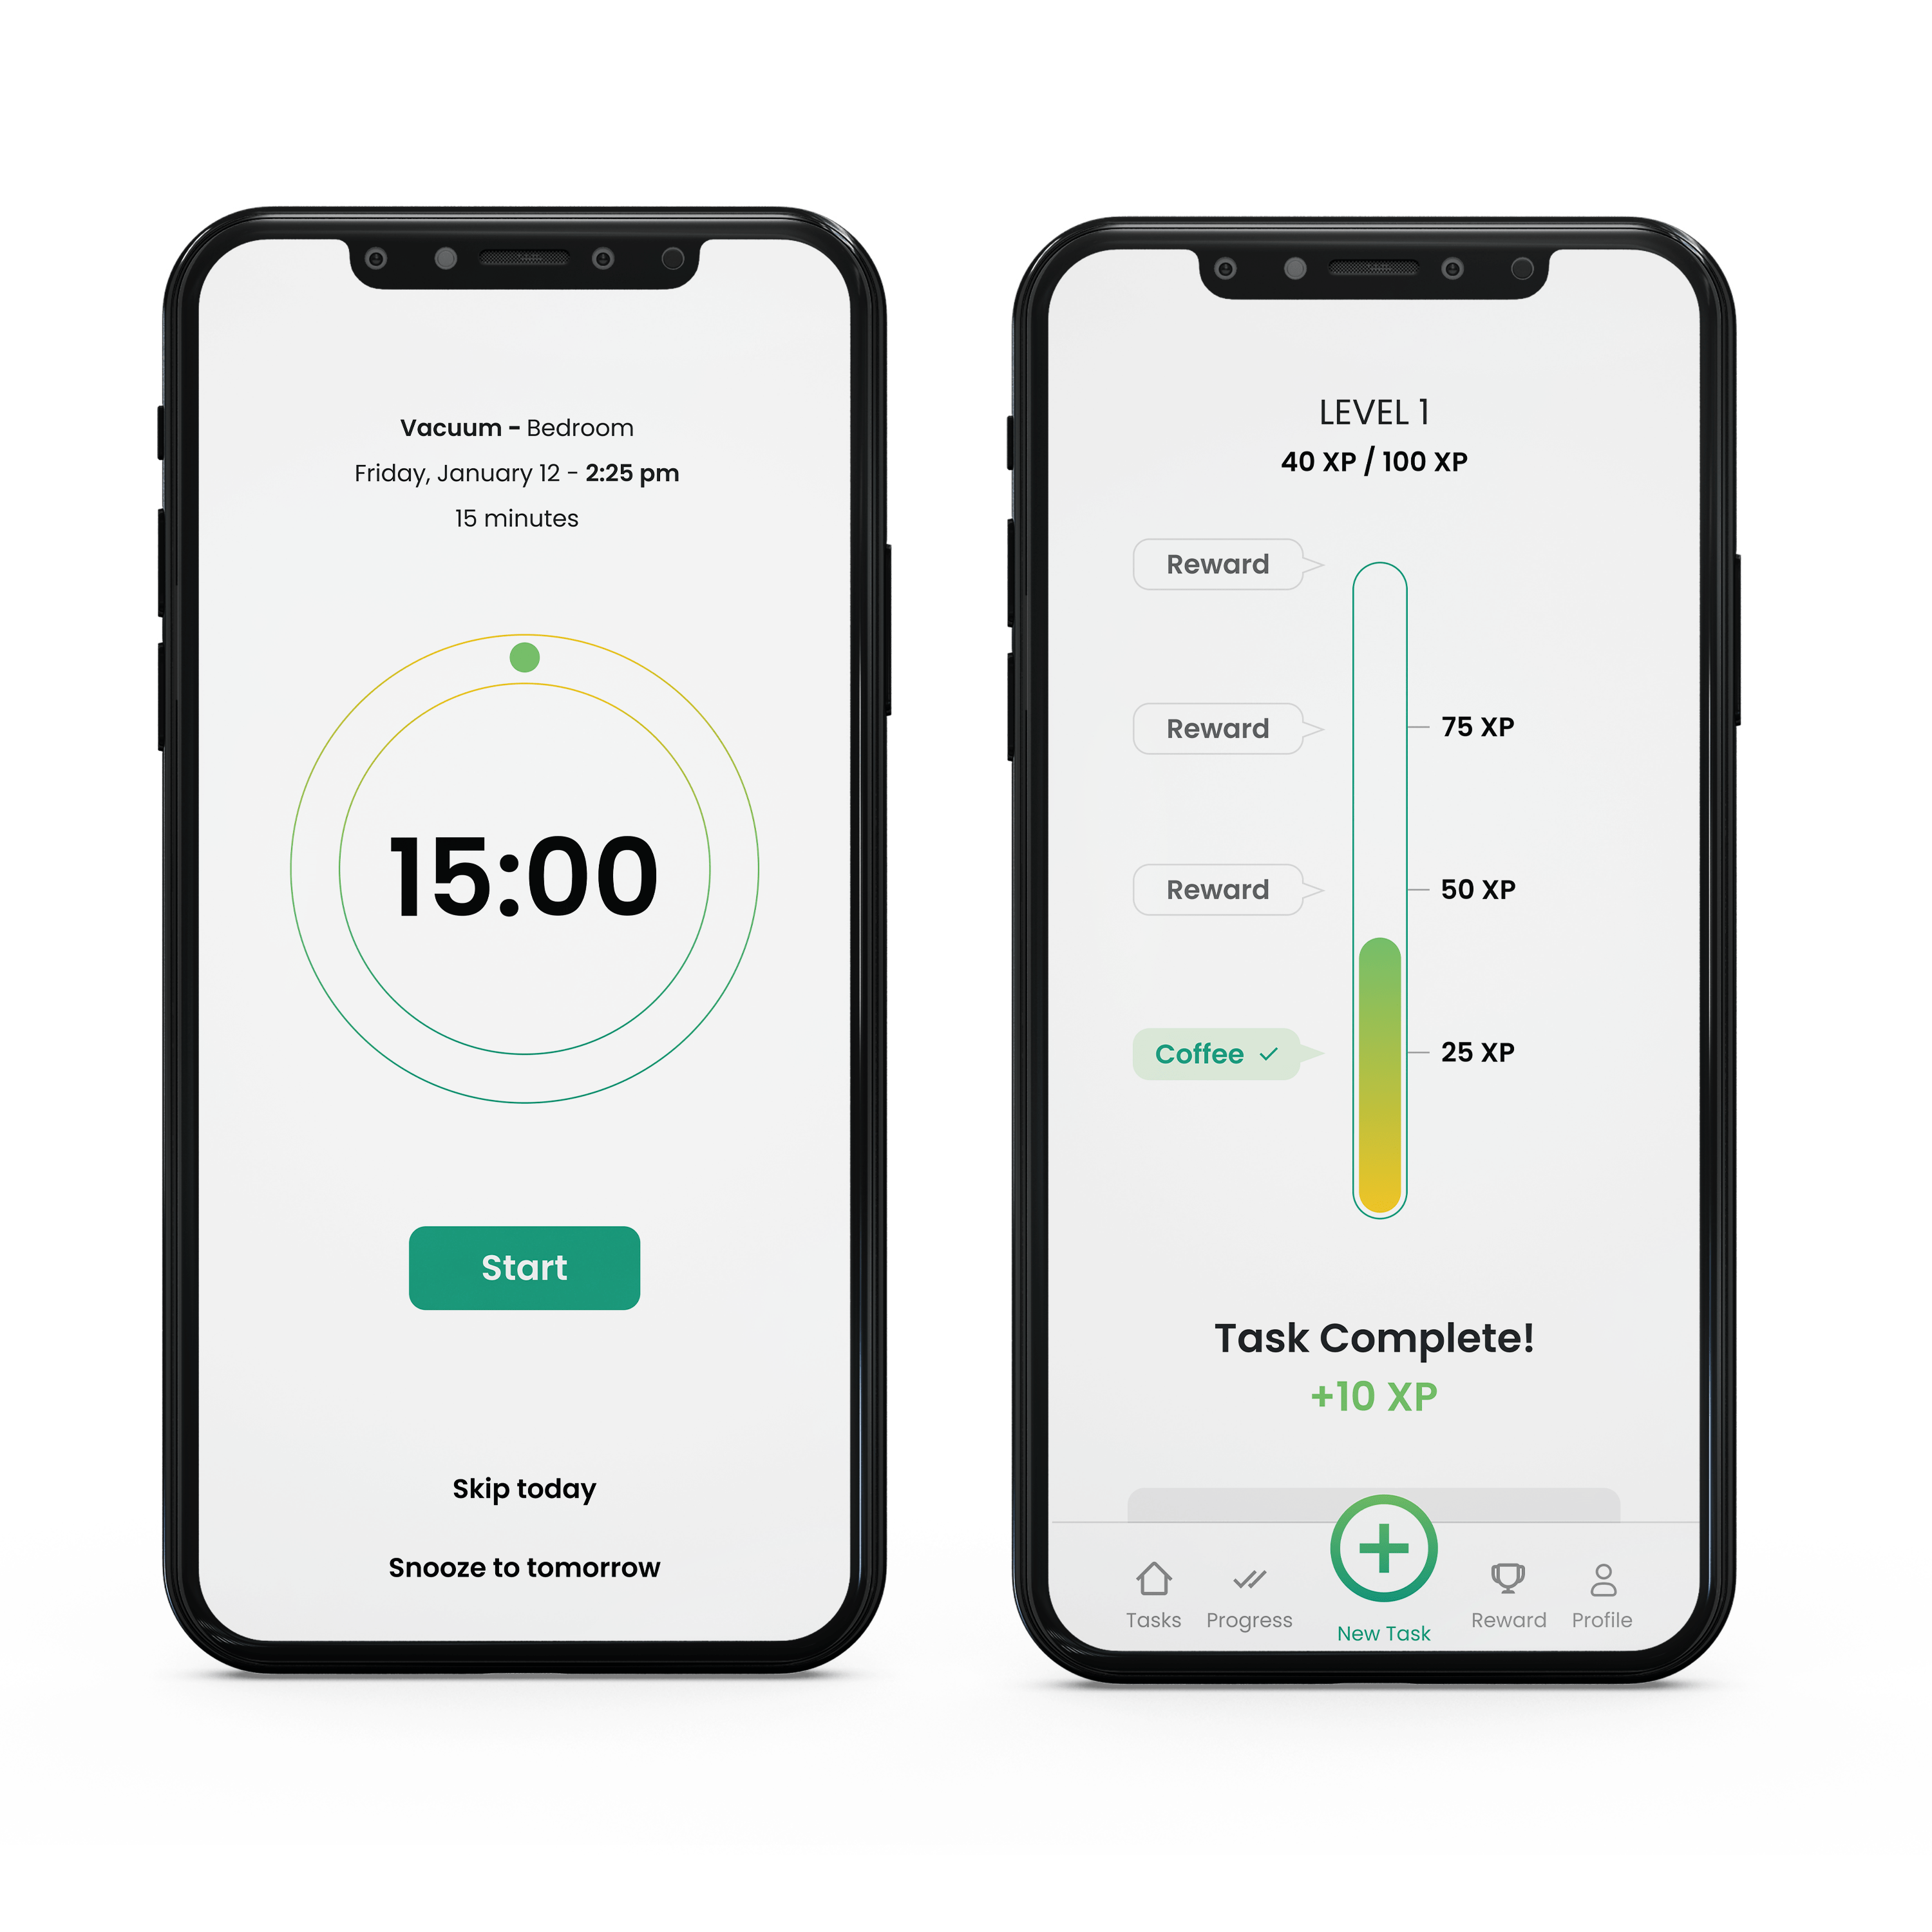 Vacuum - Bedroom
Friday, January 12 - 2:25 pm
15 minutes
15:00
Start
Skip today
Snooze to tomorrow
LEVEL 1
40 XP / 100 XP
Reward
Reward
75 XP
Reward
50 XP
Coffee
25 XP
Task Complete!
+10 XP
Tasks
Progress
New Task
Reward
Profile